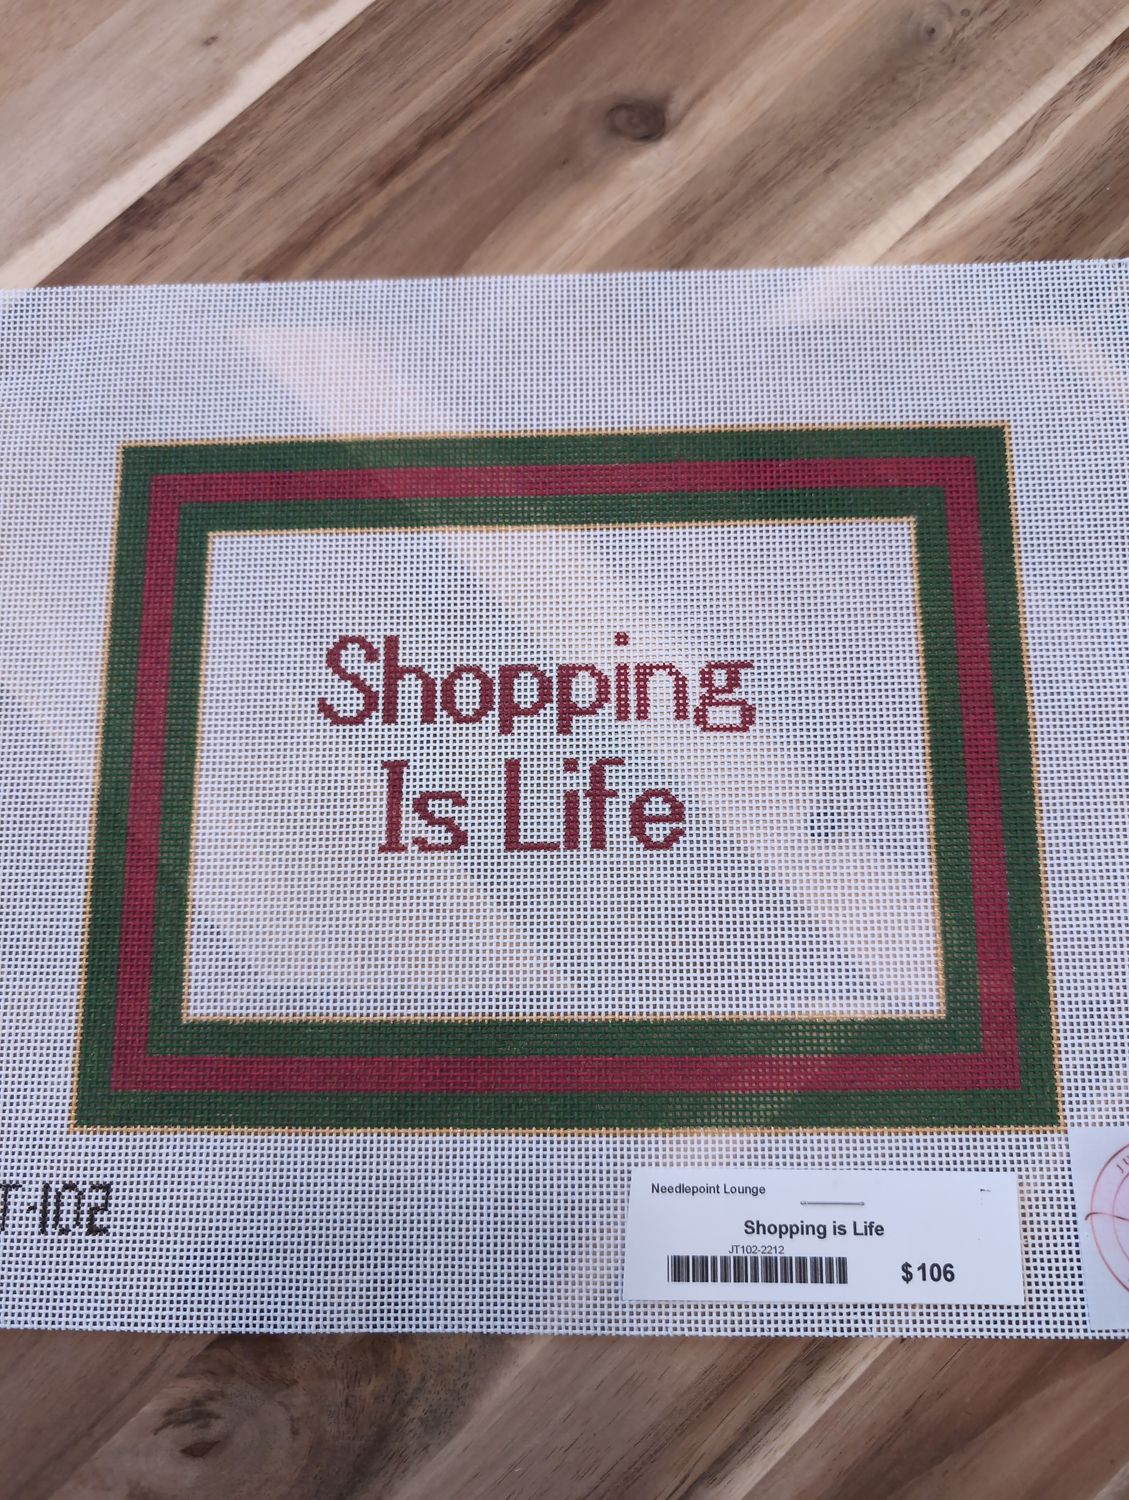 Shopping
Is Life
T-102
Needlepoint Lounge
Shopping is Life
JT102-2212
$106